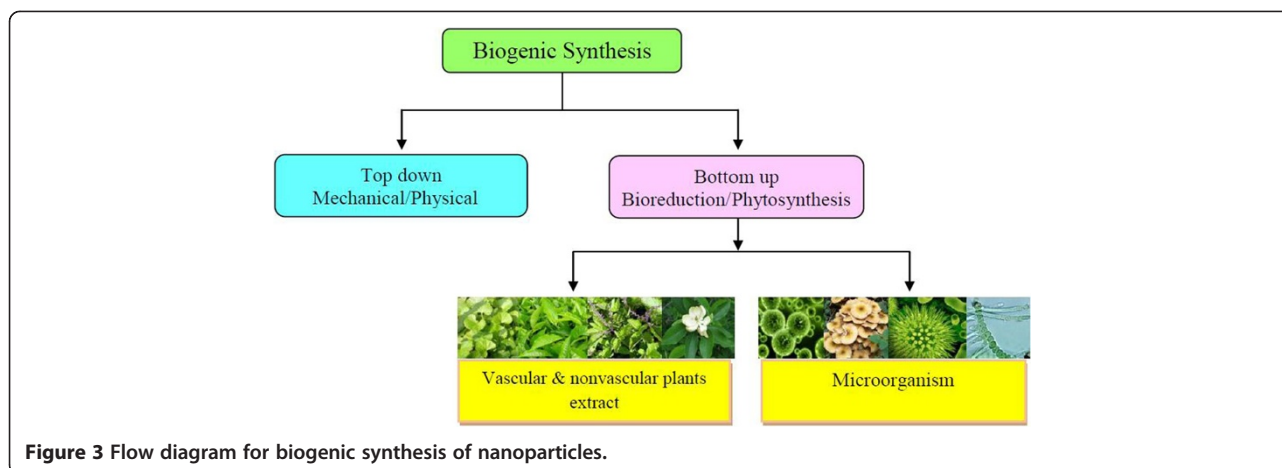 Biogenic Synthesis
Top down
Mechanical/Physical
Bottom up
Bioreduction/Phytosynthesis
Vascular & nonvascular plants
extract
Microorganism
Figure 3 Flow diagram for biogenic synthesis of nanoparticles.